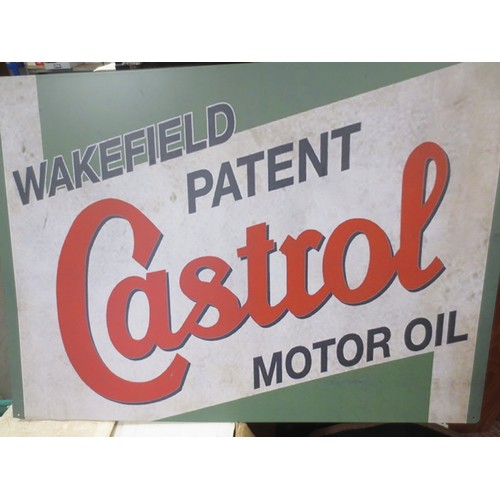 WAKEFIELD
PATENT
Castrol
MOTOR OIL